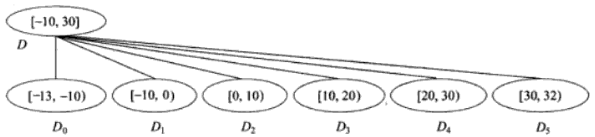 [−10, 30]
D
[−13, −10) [−10, 0) [0, 10) [10, 20) [20, 30) [30, 32)
D₀ D₁ D₂ D₃ D₄ D₅